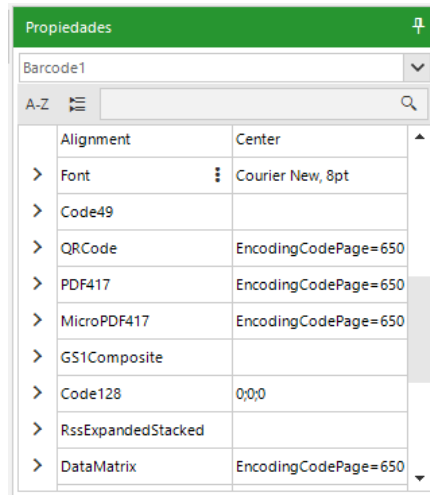 Propiedades
Barcode1
A-Z
Alignment Center
Font Courier New, 8pt
Code49
QRCode EncodingCodePage=650
PDF417 EncodingCodePage=650
MicroPDF417 EncodingCodePage=650
GS1Composite
Code128 0;0;0
RssExpandedStacked
DataMatrix EncodingCodePage=650